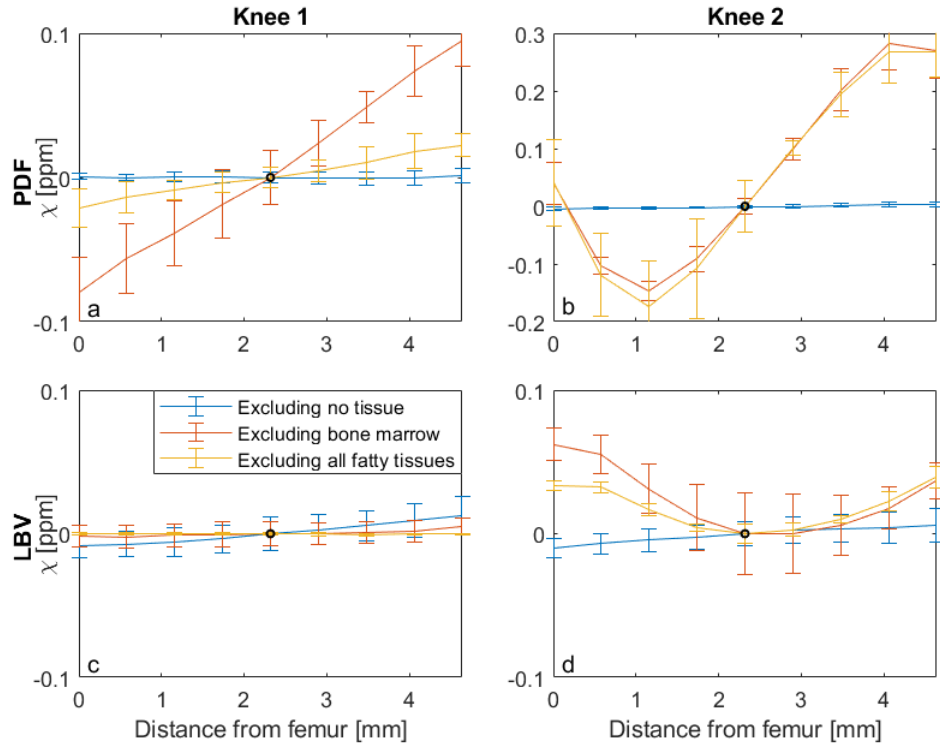 Knee 1
Knee 2
PDF
χ [ppm]
0.1
0
-0.1
a
0 1 2 3 4
0.3
0.2
0.1
0
-0.1
-0.2
b
0 1 2 3 4
LBV
χ [ppm]
0.1
0
-0.1
Excluding no tissue
Excluding bone marrow
Excluding all fatty tissues
c
0 1 2 3 4
Distance from femur [mm]
0.1
0
-0.1
d
0 1 2 3 4
Distance from femur [mm]